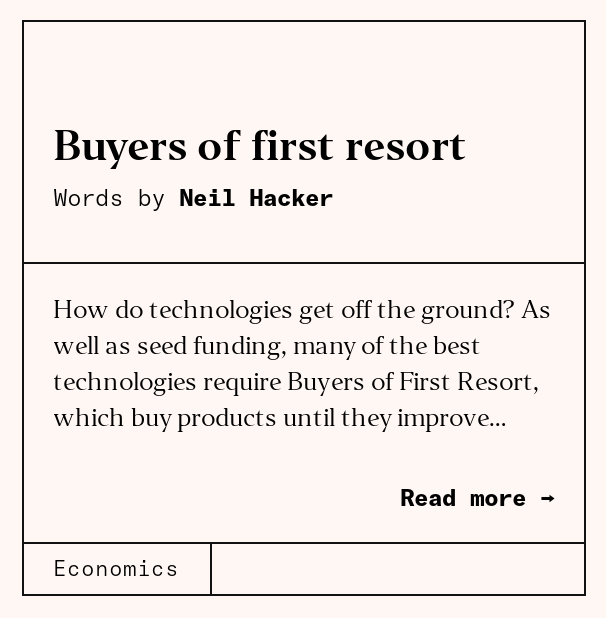 Buyers of first resort
Words by Neil Hacker
How do technologies get off the ground? As
well as seed funding, many of the best
technologies require Buyers of First Resort,
which buy products until they improve...
Read more →
Economics